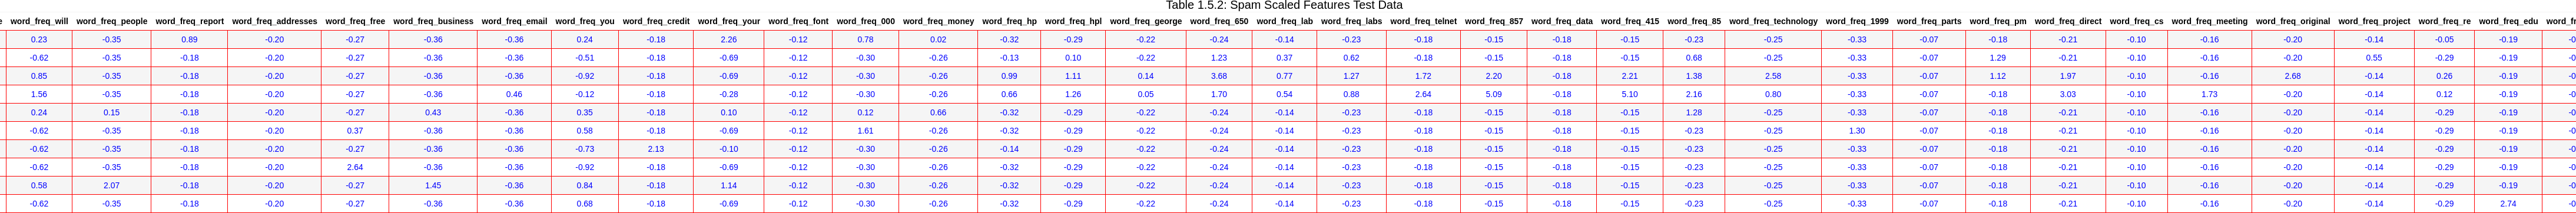 Table 1.5.2: Spam Scaled Features Test Data
word_freq_will word_freq_people word_freq_report word_freq_addresses word_freq_free word_freq_business word_freq_email word_freq_you word_freq_credit word_freq_your word_freq_font word_freq_000 word_freq_money word_freq_hp word_freq_hpl word_freq_george word_freq_650 word_freq_lab word_freq_labs word_freq_telnet word_freq_857 word_freq_data word_freq_415 word_freq_85 word_freq_technology word_freq_1999 word_freq_parts word_freq_pm word_freq_direct word_freq_cs word_freq_meeting word_freq_original word_freq_project word_freq_re word_freq_edu
0.23 -0.35 0.89 -0.20 -0.27 -0.36 -0.36 0.24 -0.18 2.26 -0.12 0.78 0.02 -0.32 -0.29 -0.22 -0.24 -0.14 -0.23 -0.18 -0.15 -0.18 -0.15 -0.23 -0.25 -0.33 -0.07 -0.18 -0.21 -0.10 -0.16 -0.20 -0.14 -0.05 -0.19
-0.62 -0.35 -0.18 -0.20 -0.27 -0.36 -0.36 -0.51 -0.18 -0.69 -0.12 -0.30 -0.26 -0.13 0.10 -0.22 1.23 0.37 0.62 -0.18 -0.15 -0.18 -0.15 0.68 -0.25 -0.33 -0.07 1.29 -0.21 -0.10 -0.16 -0.20 0.55 -0.29 -0.19
0.85 -0.35 -0.18 -0.20 -0.27 -0.36 -0.36 -0.92 -0.18 -0.69 -0.12 -0.30 -0.26 0.99 1.11 0.14 3.68 0.77 1.27 1.72 2.20 -0.18 2.21 1.38 2.58 -0.33 -0.07 1.12 1.97 -0.10 -0.16 2.68 -0.14 0.26 -0.19
1.56 -0.35 -0.18 -0.20 -0.27 -0.36 0.46 -0.12 -0.18 -0.28 -0.12 -0.30 -0.26 0.66 1.26 0.05 1.70 0.54 0.88 2.64 5.09 -0.18 5.10 2.16 0.80 -0.33 -0.07 -0.18 3.03 -0.10 1.73 -0.20 -0.14 0.12 -0.19
0.24 0.15 -0.18 -0.20 -0.27 0.43 -0.36 0.35 -0.18 0.10 -0.12 0.12 0.66 -0.32 -0.29 -0.22 -0.24 -0.14 -0.23 -0.18 -0.15 -0.18 -0.15 1.28 -0.25 -0.33 -0.07 -0.18 -0.21 -0.10 -0.16 -0.20 -0.14 -0.29 -0.19
-0.62 -0.35 -0.18 -0.20 0.37 -0.36 -0.36 0.58 -0.18 -0.69 -0.12 1.61 -0.26 -0.32 -0.29 -0.22 -0.24 -0.14 -0.23 -0.18 -0.15 -0.18 -0.15 -0.23 -0.25 1.30 -0.07 -0.18 -0.21 -0.10 -0.16 -0.20 -0.14 -0.29 -0.19
-0.62 -0.35 -0.18 -0.20 -0.27 -0.36 -0.36 -0.73 2.13 -0.10 -0.12 -0.30 -0.26 -0.14 -0.29 -0.22 -0.24 -0.14 -0.23 -0.18 -0.15 -0.18 -0.15 -0.23 -0.25 -0.33 -0.07 -0.18 -0.21 -0.10 -0.16 -0.20 -0.14 -0.29 -0.19
-0.62 -0.35 -0.18 -0.20 2.64 -0.36 -0.36 -0.92 -0.18 -0.69 -0.12 -0.30 -0.26 -0.32 -0.29 -0.22 -0.24 -0.14 -0.23 -0.18 -0.15 -0.18 -0.15 -0.23 -0.25 -0.33 -0.07 -0.18 -0.21 -0.10 -0.16 -0.20 -0.14 -0.29 -0.19
0.58 2.07 -0.18 -0.20 -0.27 1.45 -0.36 0.84 -0.18 1.14 -0.12 -0.30 -0.26 -0.32 -0.29 -0.22 -0.24 -0.14 -0.23 -0.18 -0.15 -0.18 -0.15 -0.23 -0.25 -0.33 -0.07 -0.18 -0.21 -0.10 -0.16 -0.20 -0.14 -0.29 -0.19
-0.62 -0.35 -0.18 -0.20 -0.27 -0.36 -0.36 0.68 -0.18 -0.69 -0.12 -0.30 -0.26 -0.32 -0.29 -0.22 -0.24 -0.14 -0.23 -0.18 -0.15 -0.18 -0.15 -0.23 -0.25 -0.33 -0.07 -0.18 -0.21 -0.10 -0.16 -0.20 -0.14 -0.29 2.74